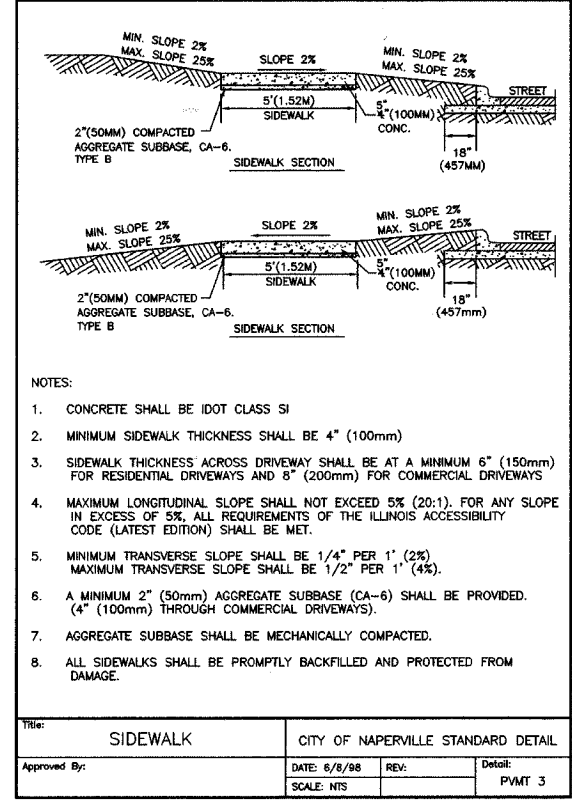 MIN. SLOPE 2%
MAX. SLOPE 25%
SLOPE 2%
MIN. SLOPE 2%
MAX. SLOPE 25%
STREET
5'(1.52M)
SIDEWALK
5"
4"(100MM)
CONC.
2"(50MM) COMPACTED
AGGREGATE SUBBASE, CA-6.
TYPE B
18"
(457MM)
SIDEWALK SECTION
MIN. SLOPE 2%
MAX. SLOPE 25%
SLOPE 2%
MIN. SLOPE 2%
MAX. SLOPE 25%
STREET
5'(1.52M)
SIDEWALK
5"
4"(100MM)
CONC.
2"(50MM) COMPACTED
AGGREGATE SUBBASE, CA-6.
TYPE B
18"
(457mm)
SIDEWALK SECTION
NOTES:
1. CONCRETE SHALL BE IDOT CLASS SI
2. MINIMUM SIDEWALK THICKNESS SHALL BE 4" (100mm)
3. SIDEWALK THICKNESS ACROSS DRIVEWAY SHALL BE AT A MINIMUM 6" (150mm)
FOR RESIDENTIAL DRIVEWAYS AND 8" (200mm) FOR COMMERCIAL DRIVEWAYS
4. MAXIMUM LONGITUDINAL SLOPE SHALL NOT EXCEED 5% (20:1). FOR ANY SLOPE
IN EXCESS OF 5%, ALL REQUIREMENTS OF THE ILLINOIS ACCESSIBILITY
CODE (LATEST EDITION) SHALL BE MET.
5. MINIMUM TRANSVERSE SLOPE SHALL BE 1/4" PER 1' (2%)
MAXIMUM TRANSVERSE SLOPE SHALL BE 1/2" PER 1' (4%).
6. A MINIMUM 2" (50mm) AGGREGATE SUBBASE (CA-6) SHALL BE PROVIDED.
(4" (100mm) THROUGH COMMERCIAL DRIVEWAYS).
7. AGGREGATE SUBBASE SHALL BE MECHANICALLY COMPACTED.
8. ALL SIDEWALKS SHALL BE PROMPTLY BACKFILLED AND PROTECTED FROM
DAMAGE.
Title:
SIDEWALK
CITY OF NAPERVILLE STANDARD DETAIL
Approved By:
DATE: 6/8/98
REV:
Detail:
SCALE: NTS
PVMT 3